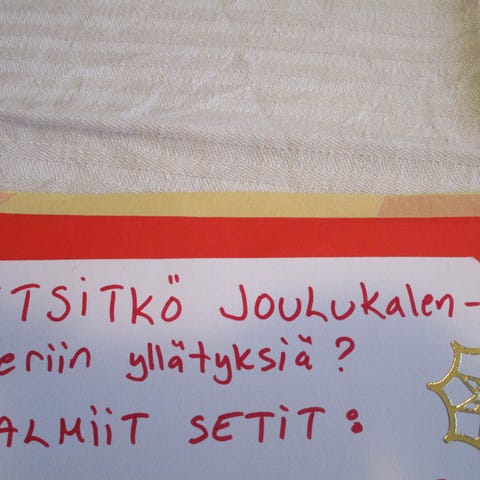 TSiTKÖ JOULUKALEN-
eriin yllätyksiä?
ALMiiT SETiT: